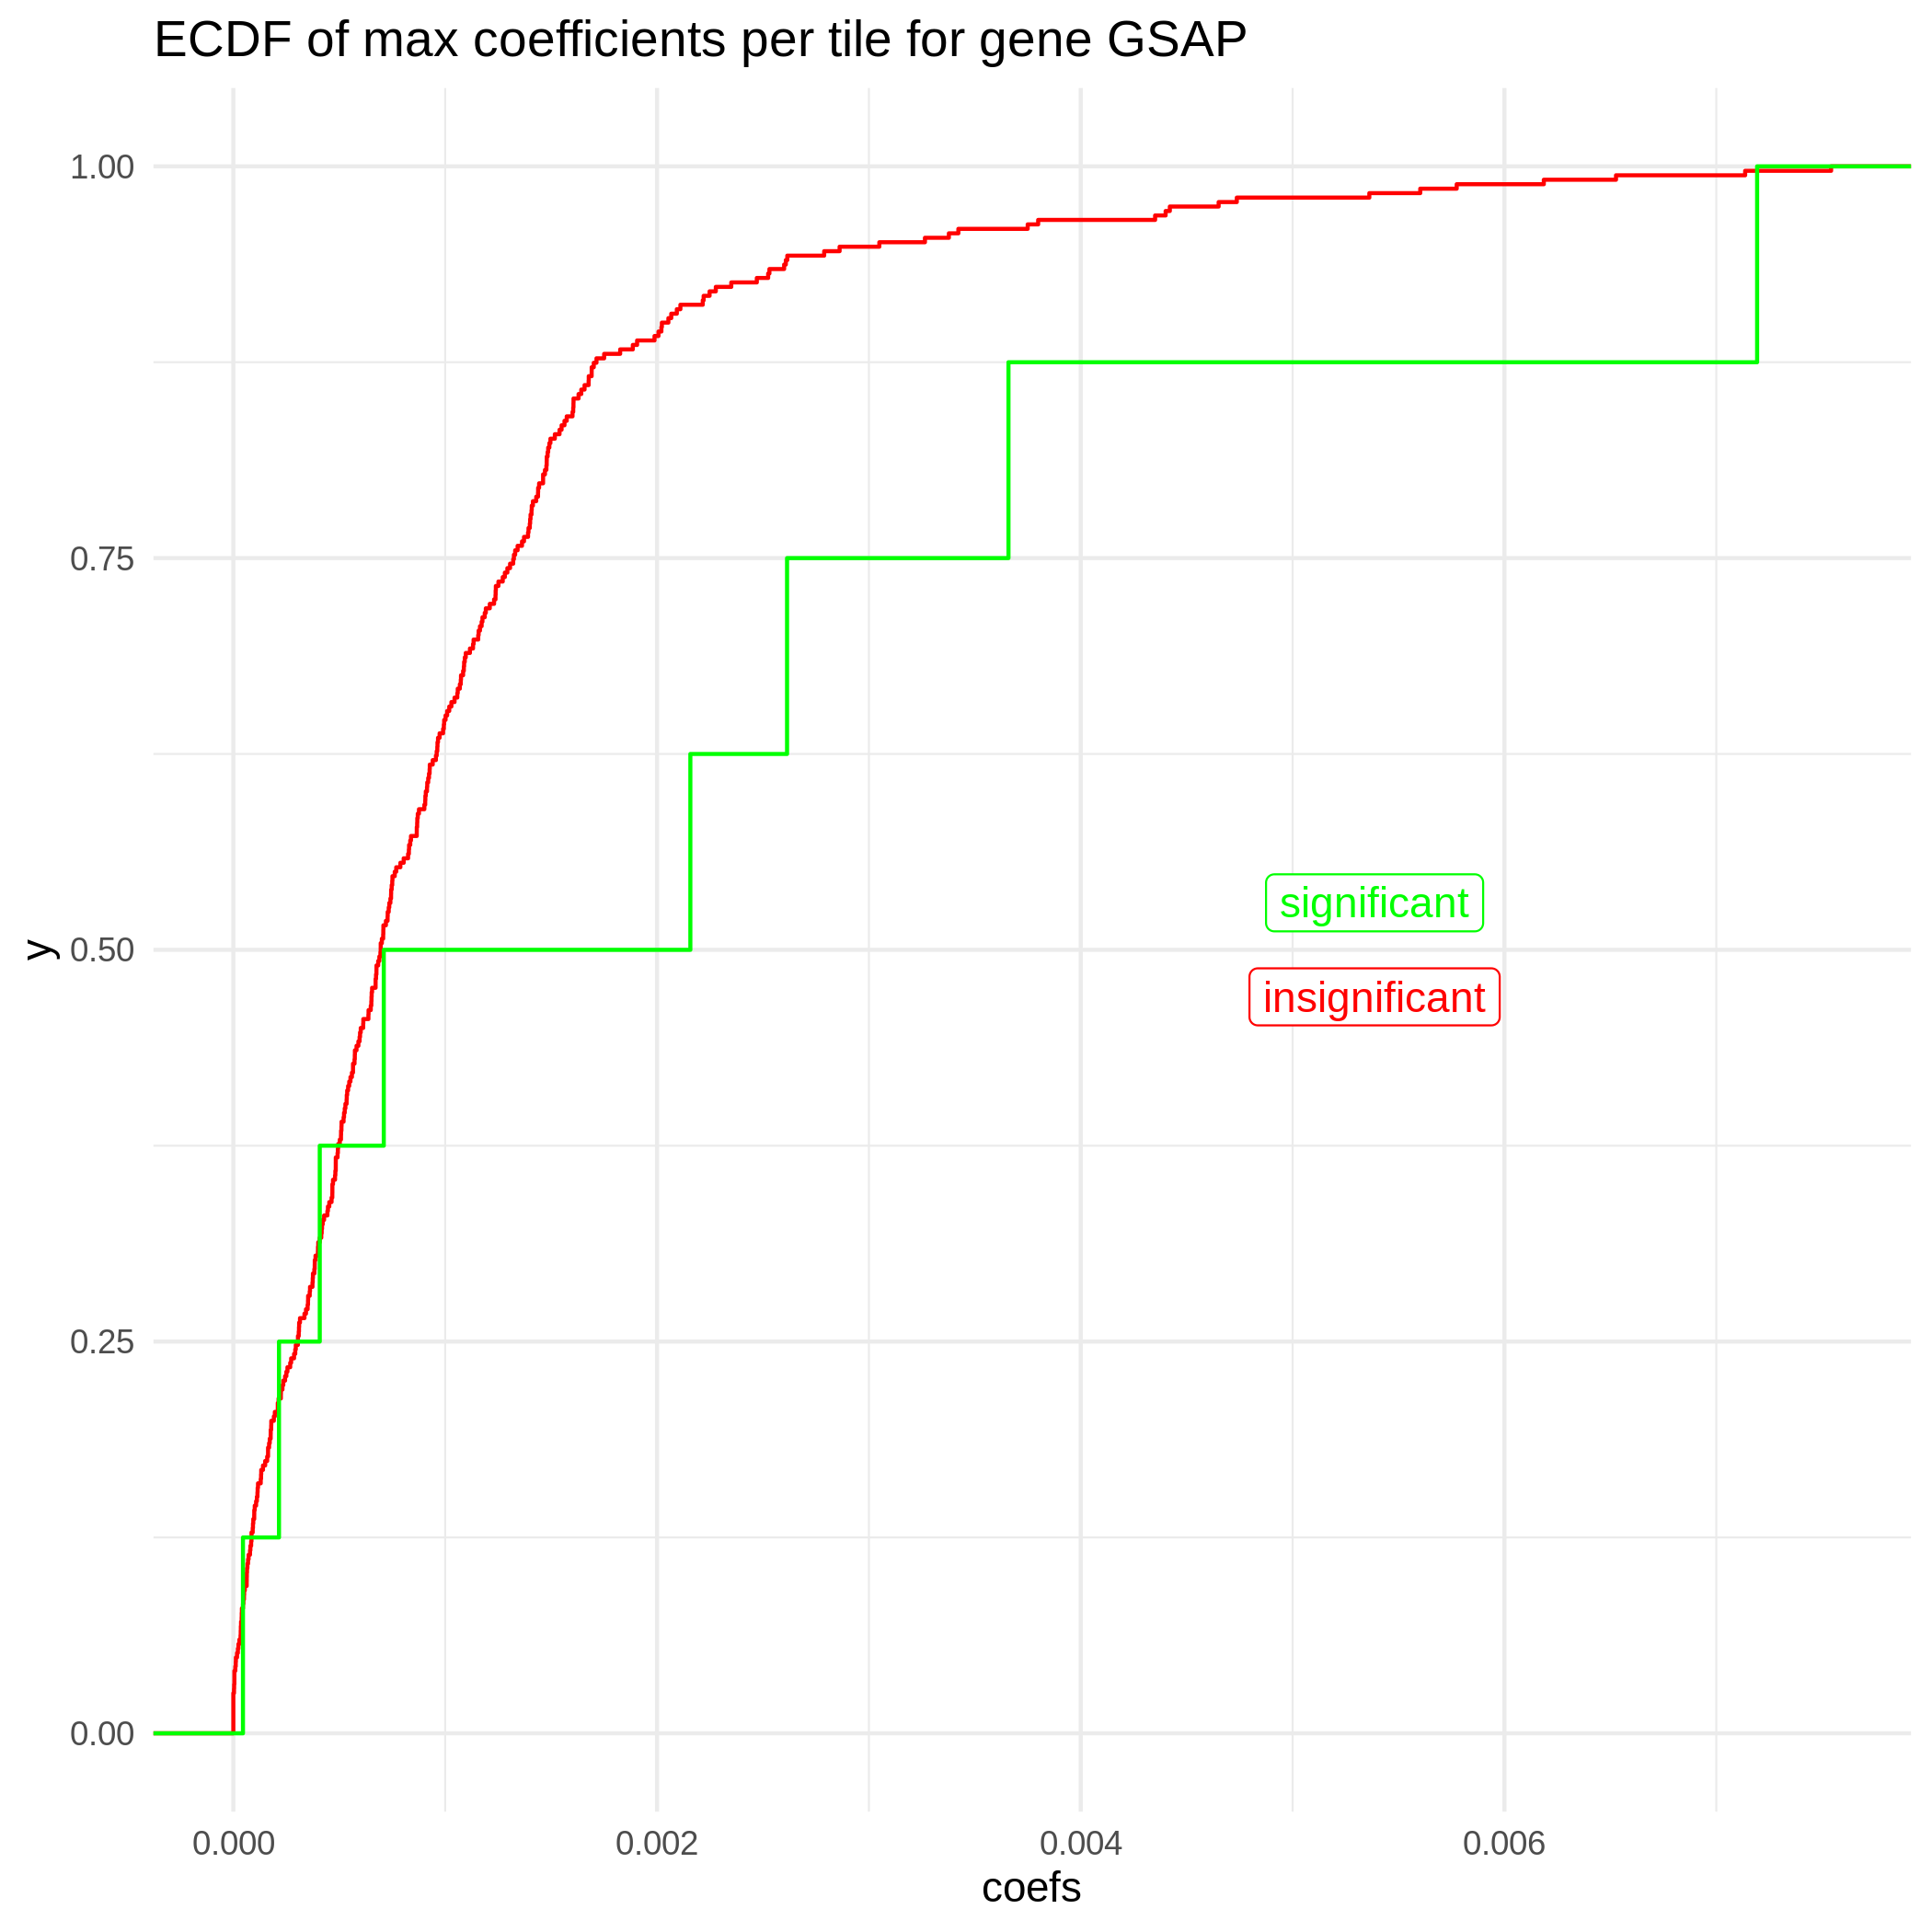 ECDF of max coefficients per tile for gene GSAP
1.00
0.75
0.50
0.25
0.00
y
significant
insignificant
0.000 0.002 0.004 0.006
coefs